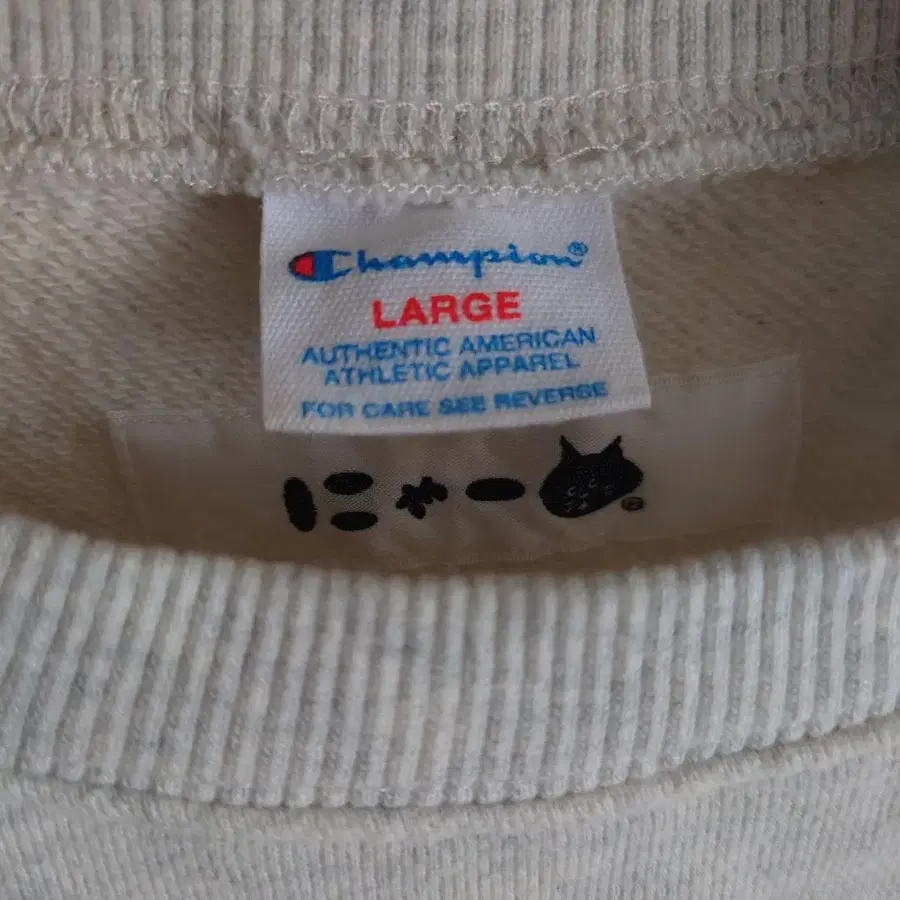 Champion®
LARGE
AUTHENTIC AMERICAN
ATHLETIC APPAREL
FOR CARE SEE REVERSE
にゃー®